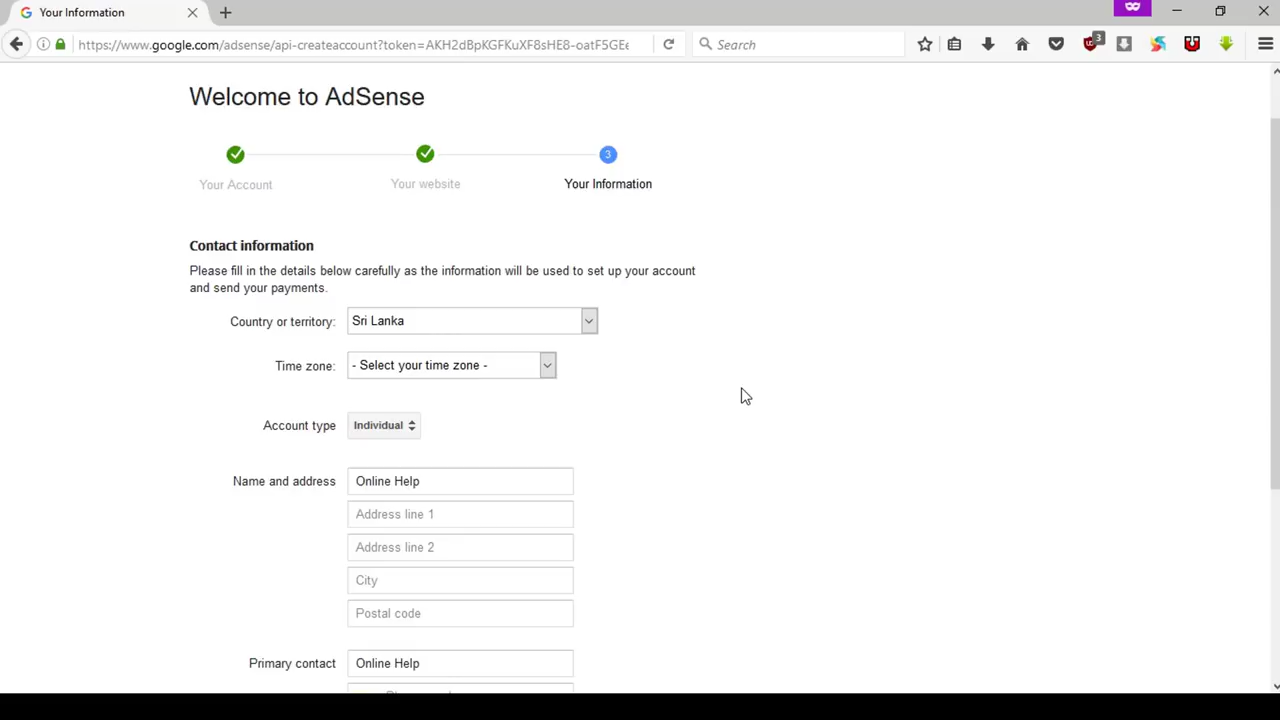 Your Information
https://www.google.com/adsense/api-createaccount?token=AKH2dBpKGFKuXF8sHE8-oatF5GEe
Search
3
Welcome to AdSense
3
Your Account
Your website
Your Information
Contact information
Please fill in the details below carefully as the information will be used to set up your account
and send your payments.
Country or territory:
Sri Lanka
Time zone:
- Select your time zone -
Account type
Individual
Name and address
Online Help
Address line 1
Address line 2
City
Postal code
Primary contact
Online Help